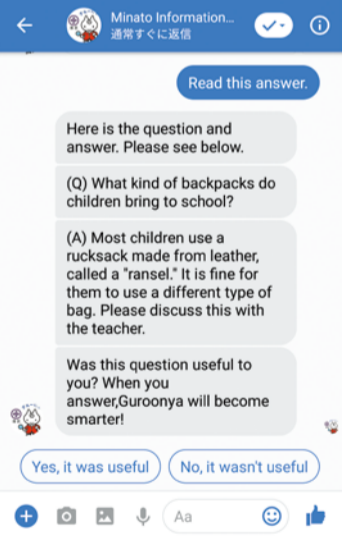 Minato Information...
通常すぐに返信
Read this answer.
Here is the question and
answer. Please see below.
(Q) What kind of backpacks do
children bring to school?
(A) Most children use a
rucksack made from leather,
called a "ransel." It is fine for
them to use a different type of
bag. Please discuss this with
the teacher.
Was this question useful to
you? When you
answer,Guroonya will become
smarter!
Yes, it was useful
No, it wasn't useful
Aa